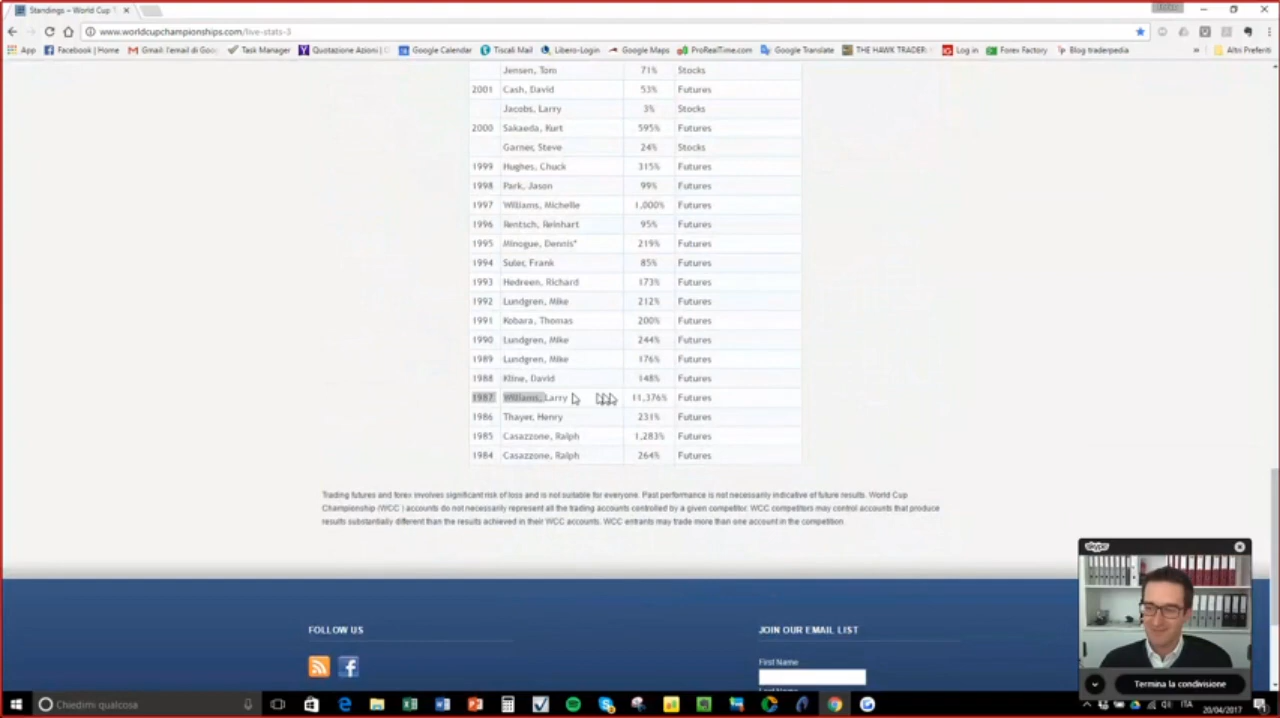 Standings – World Cup T
www.worldcupchampionships.com/live-stats-3
App Facebook | Home Gmail: l'email di Goo Task Manager Quotazione Azioni | Google Calendar Tiscali Mail Libero-Login Google Maps ProRealTime.com Google Translate THE HAWK TRADER: Log in Forex Factory Blog traderpedia » Altri Preferiti
Jensen, Tom 71% Stocks
2001 Cash, David 53% Futures
Jacobs, Larry 3% Stocks
2000 Sakaeda, Kurt 595% Futures
Garner, Steve 24% Stocks
1999 Hughes, Chuck 315% Futures
1998 Park, Jason 99% Futures
1997 Williams, Michelle 1,000% Futures
1996 Rentsch, Reinhart 95% Futures
1995 Minogue, Dennis* 219% Futures
1994 Suler, Frank 85% Futures
1993 Hedreen, Richard 173% Futures
1992 Lundgren, Mike 212% Futures
1991 Kobara, Thomas 200% Futures
1990 Lundgren, Mike 244% Futures
1989 Lundgren, Mike 176% Futures
1988 Kline, David 148% Futures
1987 Williams, Larry 11,376% Futures
1986 Thayer, Henry 231% Futures
1985 Casazzone, Ralph 1,283% Futures
1984 Casazzone, Ralph 264% Futures
Trading futures and forex involves significant risk of loss and is not suitable for everyone. Past performance is not necessarily indicative of future results. World Cup
Championship (WCC ) accounts do not necessarily represent all the trading accounts controlled by a given competitor. WCC competitors may control accounts that produce
results substantially different than the results achieved in their WCC accounts. WCC entrants may trade more than one account in the competition
FOLLOW US
JOIN OUR EMAIL LIST
First Name
skype
Termina la condivisione
Chiedimi qualcosa
ITA
20/04/2017